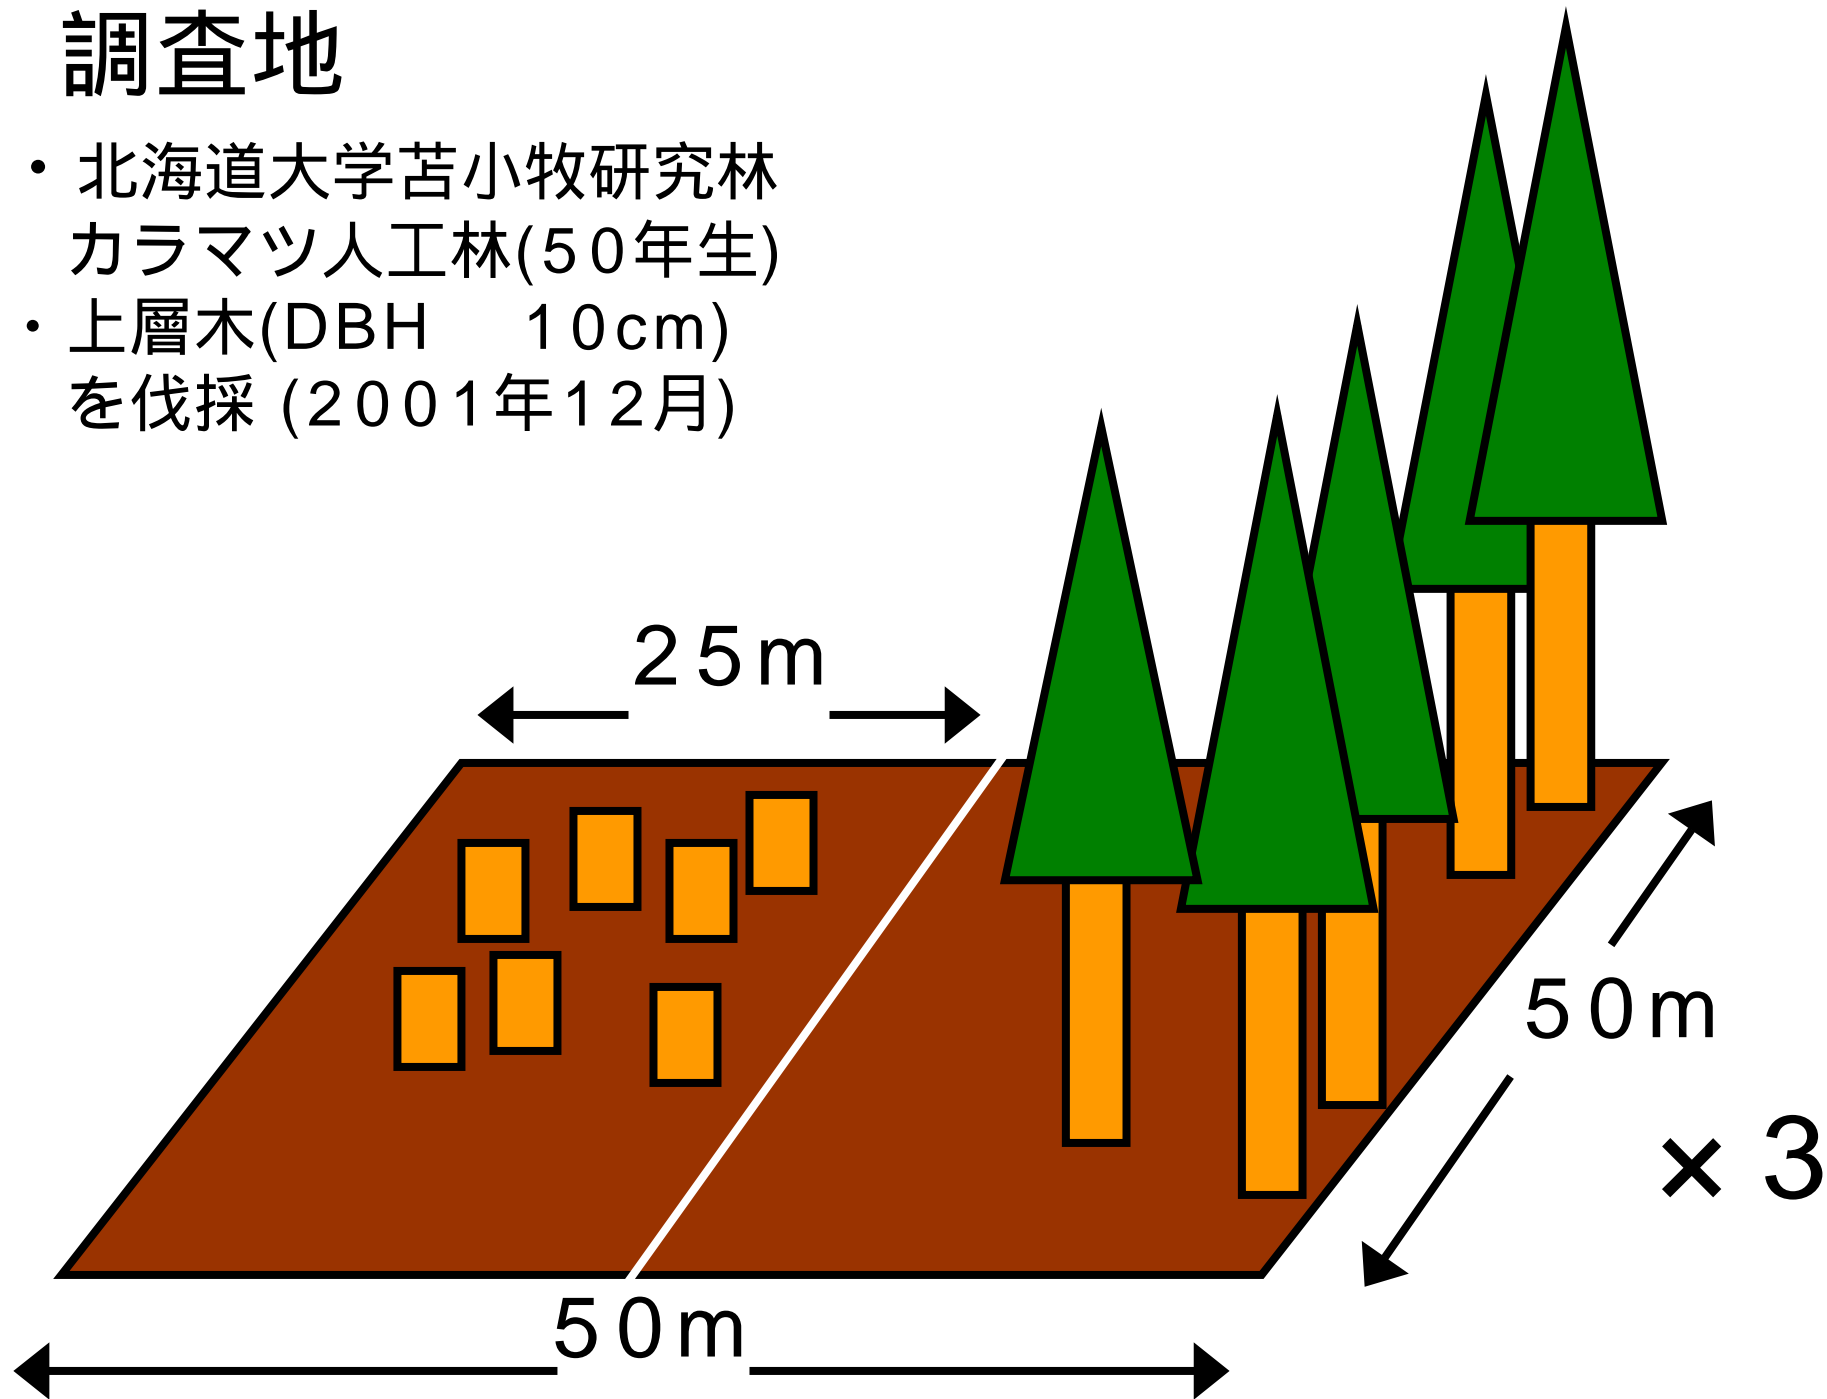 調査地
・北海道大学苫小牧研究林
カラマツ人工林(50年生)
・上層木(DBH　10cm)
を伐採 (2001年12月)
25m
50m
×3
50m